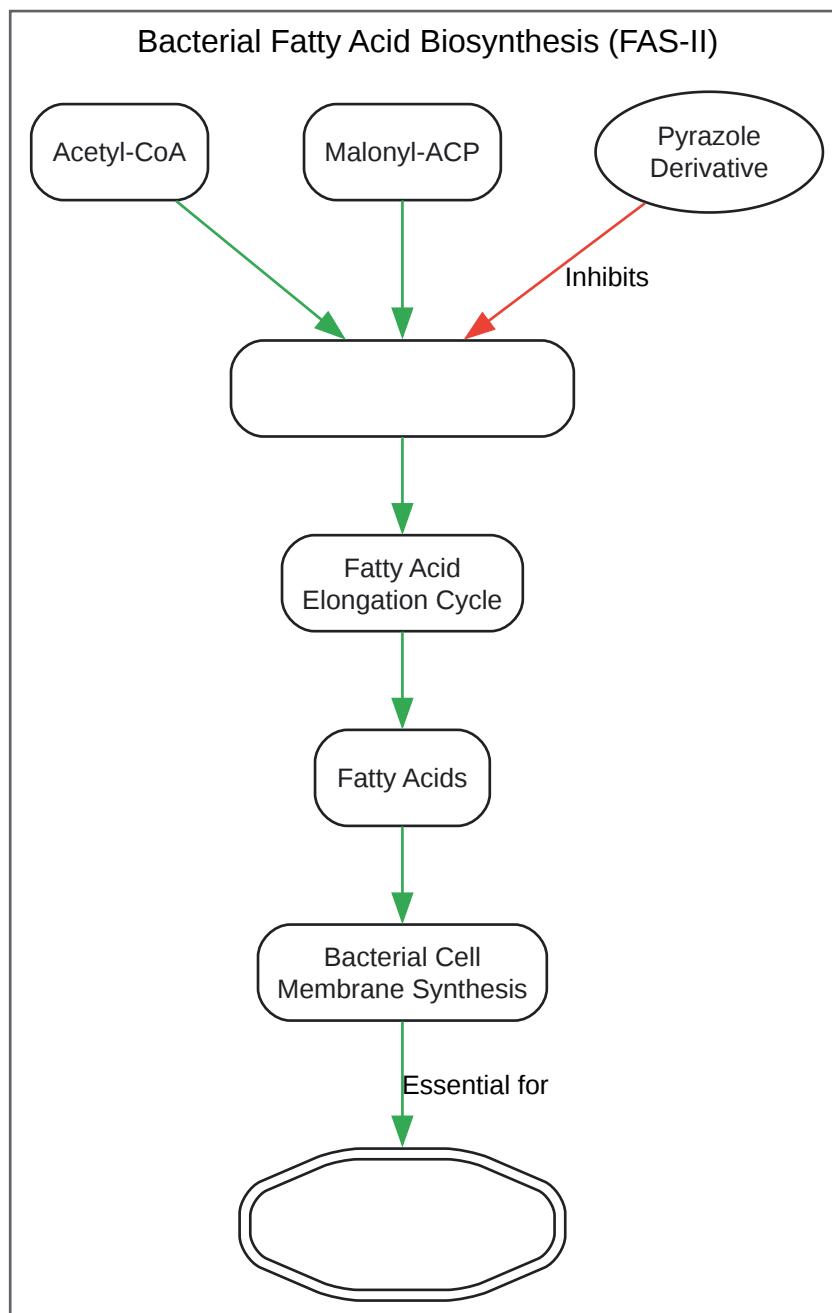 Bacterial Fatty Acid Biosynthesis (FAS-II)
Acetyl-CoA
Malonyl-ACP
Pyrazole
Derivative
Inhibits
Fatty Acid
Elongation Cycle
Fatty Acids
Bacterial Cell
Membrane Synthesis
Essential for